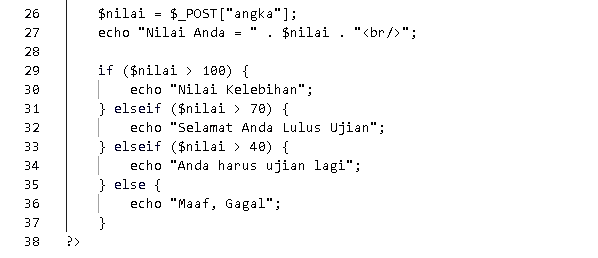 26 $nilai = $_POST["angka"];
27 echo "Nilai Anda = " . $nilai . "<br/>";
28
29 if ($nilai > 100) {
30 echo "Nilai Kelebihan";
31 } elseif ($nilai > 70) {
32 echo "Selamat Anda Lulus Ujian";
33 } elseif ($nilai > 40) {
34 echo "Anda harus ujian lagi";
35 } else {
36 echo "Maaf, Gagal";
37 }
38 ?>